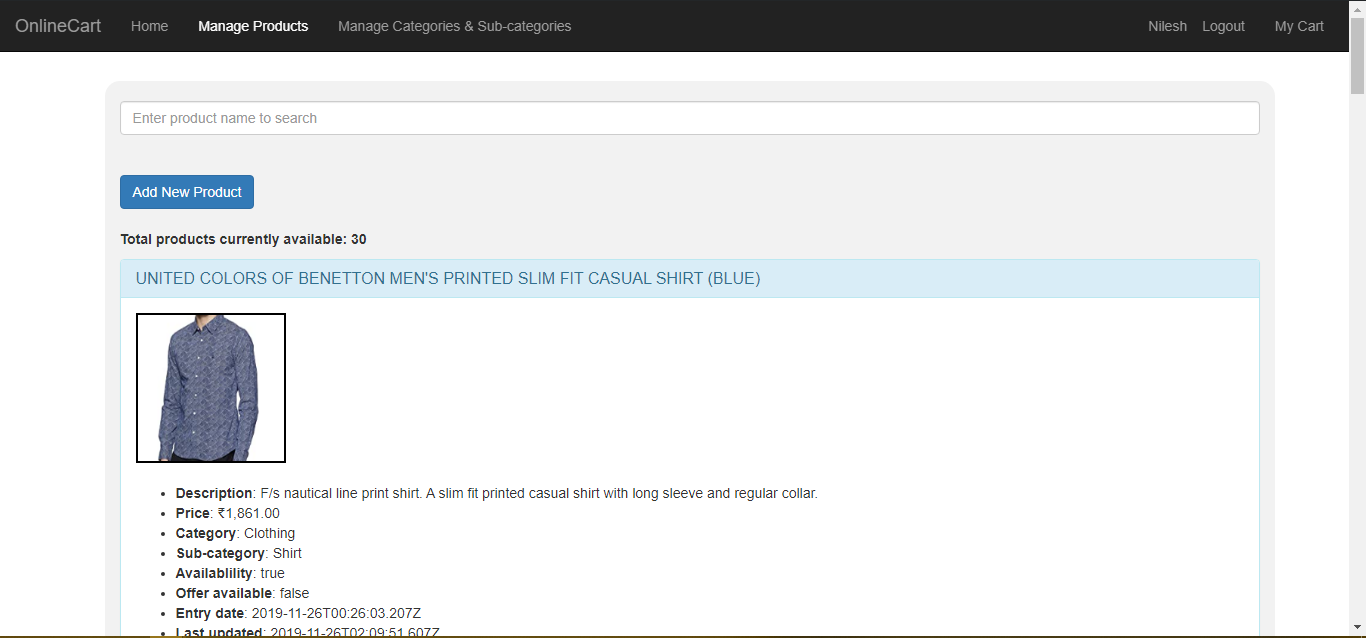 OnlineCart Home Manage Products Manage Categories & Sub-categories Nilesh Logout My Cart
Enter product name to search
Add New Product
Total products currently available: 30
UNITED COLORS OF BENETTON MEN'S PRINTED SLIM FIT CASUAL SHIRT (BLUE)
• Description: F/s nautical line print shirt. A slim fit printed casual shirt with long sleeve and regular collar.
• Price: ₹1,861.00
• Category: Clothing
• Sub-category: Shirt
• Availablility: true
• Offer available: false
• Entry date: 2019-11-26T00:26:03.207Z
• Last updated: 2019-11-26T02:09:51.607Z